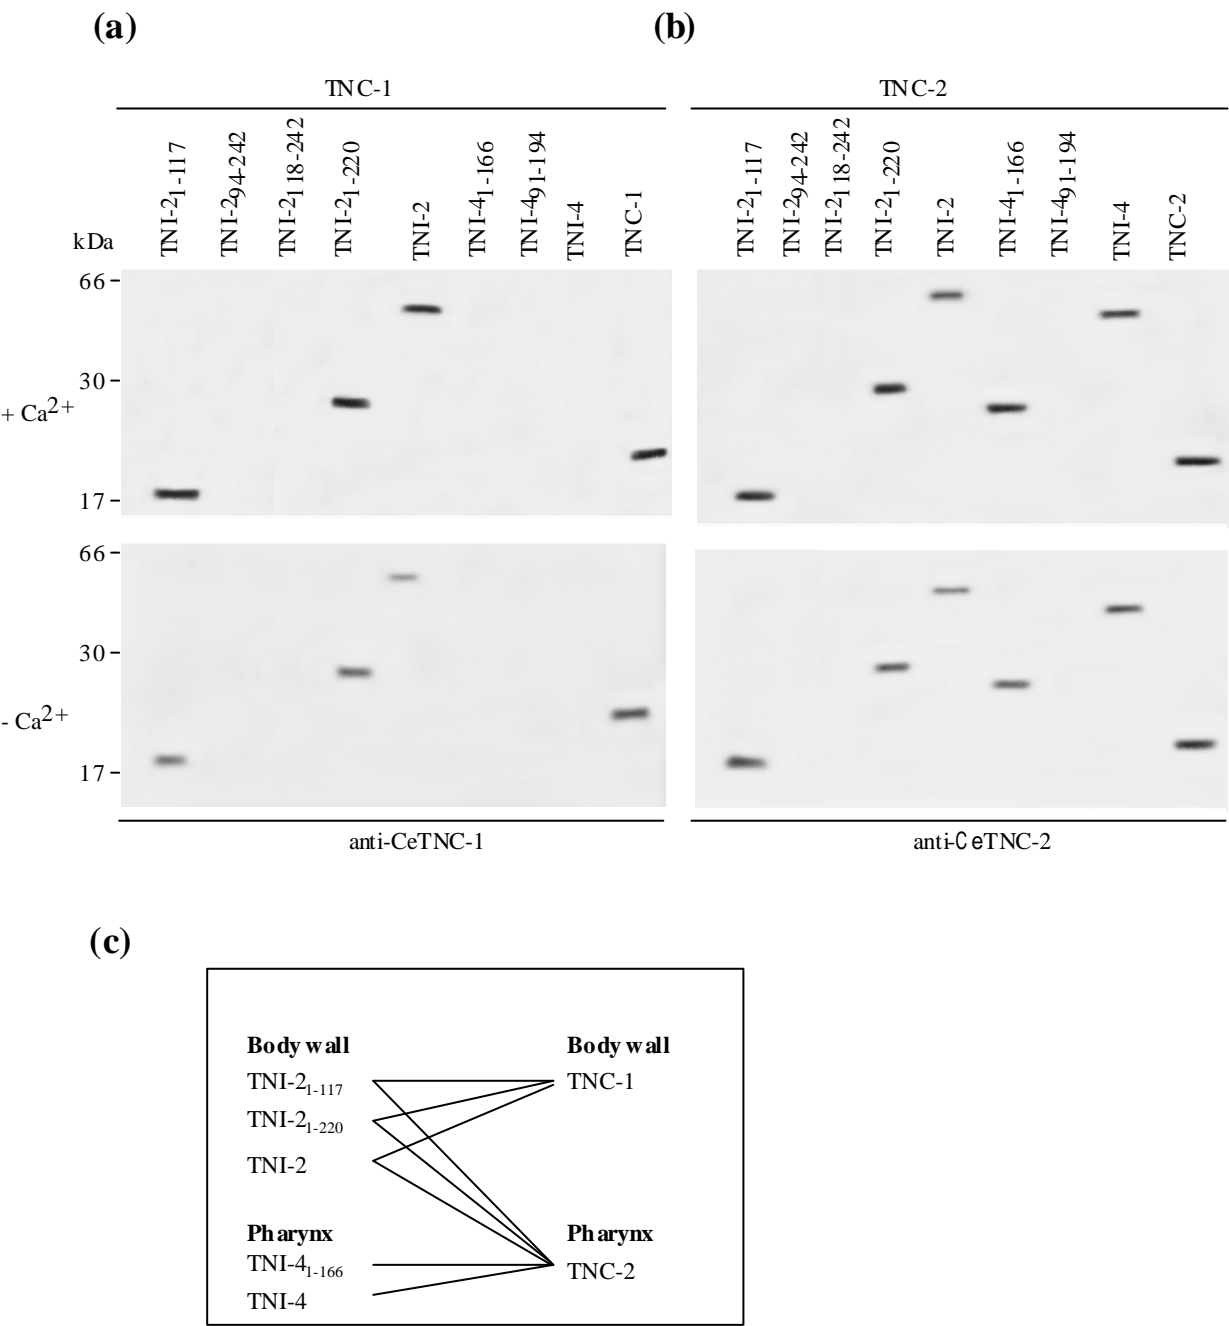 (a)
(b)
TNC-1
TNC-2
TNI-21-117
TNI-294-242
TNI-2118-242
TNI-21-220
TNI-2
TNI-41-166
TNI-491-194
TNI-4
TNC-1
TNI-21-117
TNI-294-242
TNI-2118-242
TNI-21-220
TNI-2
TNI-41-166
TNI-491-194
TNI-4
TNC-2
kDa
66
30
+ Ca2+
17
66
30
- Ca2+
17
anti-CeTNC-1
anti-CeTNC-2
(c)
Body wall
Body wall
TNI-21-117
TNC-1
TNI-21-220
TNI-2
Pharynx
Pharynx
TNI-41-166
TNC-2
TNI-4